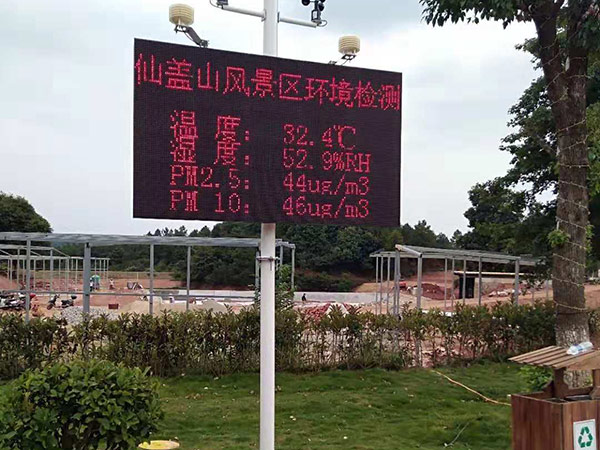 仙盖山风景区环境检测
温 度: 32.4℃
湿 度: 52.9%RH
PM2.5: 44ug/m3
PM 10: 46ug/m3